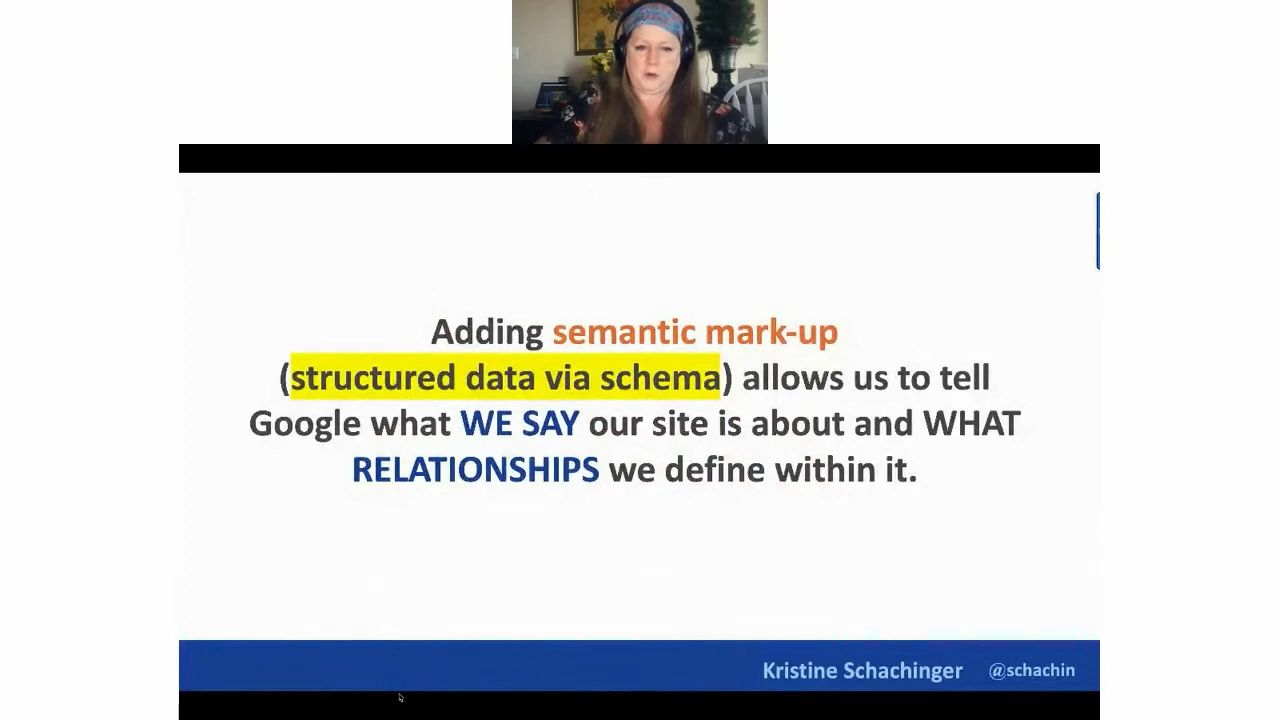 Adding semantic mark-up
(structured data via schema) allows us to tell
Google what WE SAY our site is about and WHAT
RELATIONSHIPS we define within it.
Kristine Schachinger @schachin